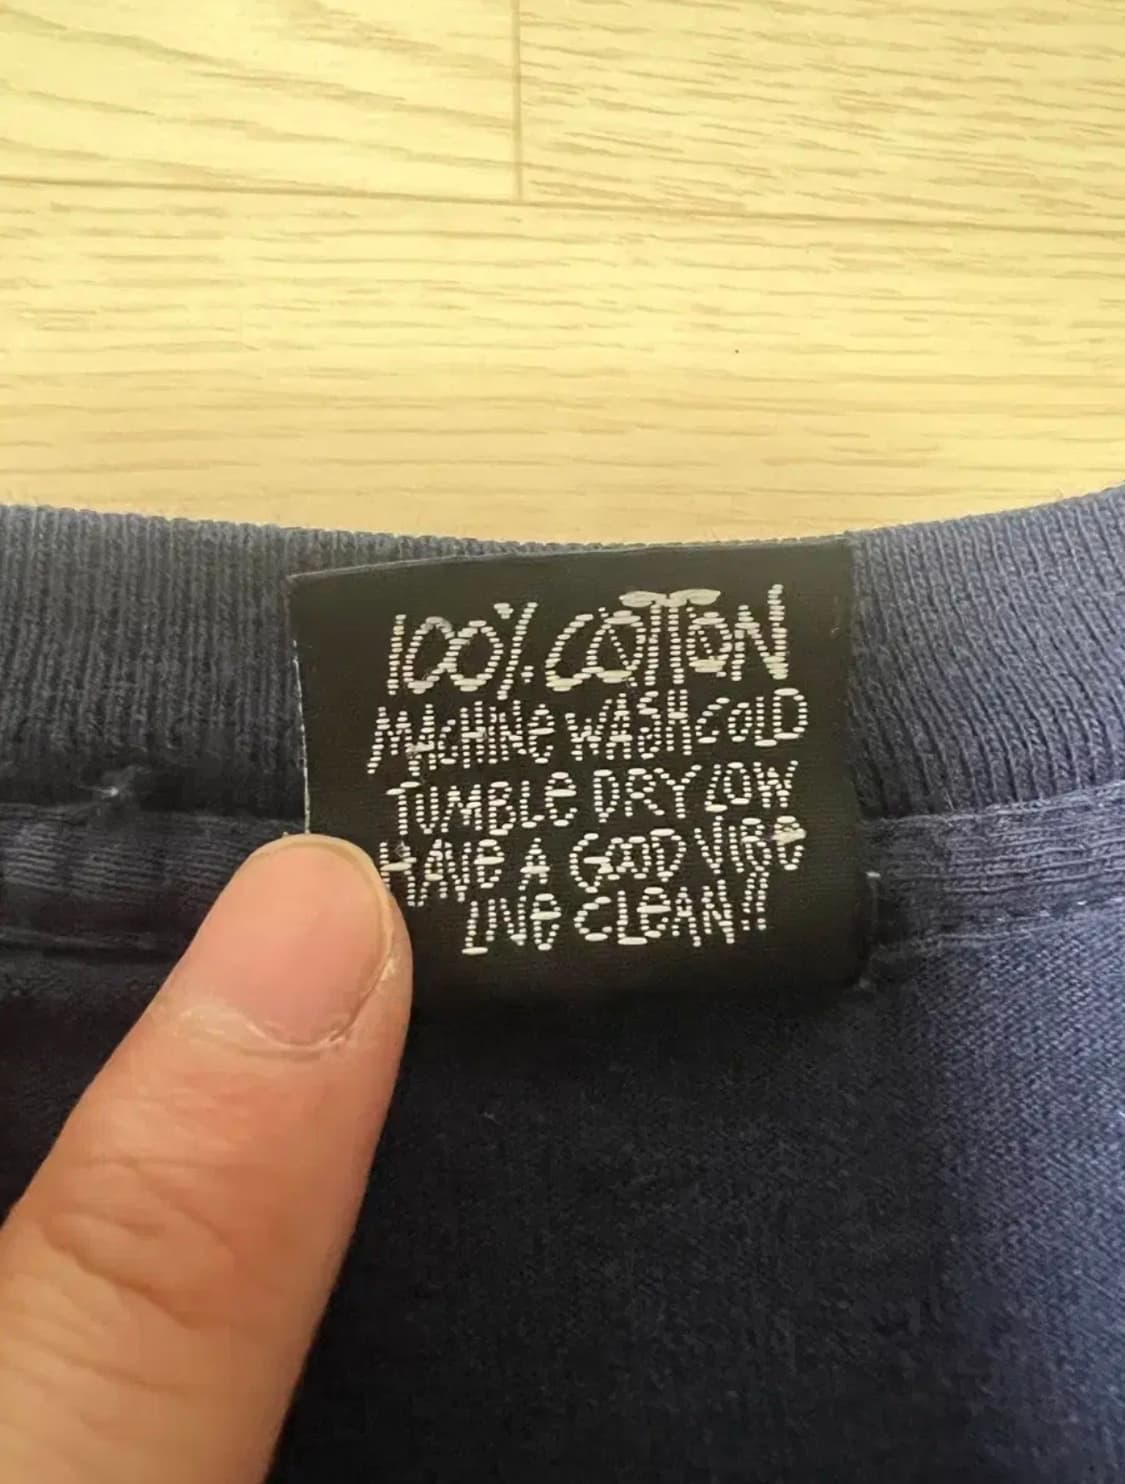 100% COTTON
MACHINe WASH COLD
TUMBLe DRY LOW
HAVe A GOOD VIBe
LIVe CLeAN!!